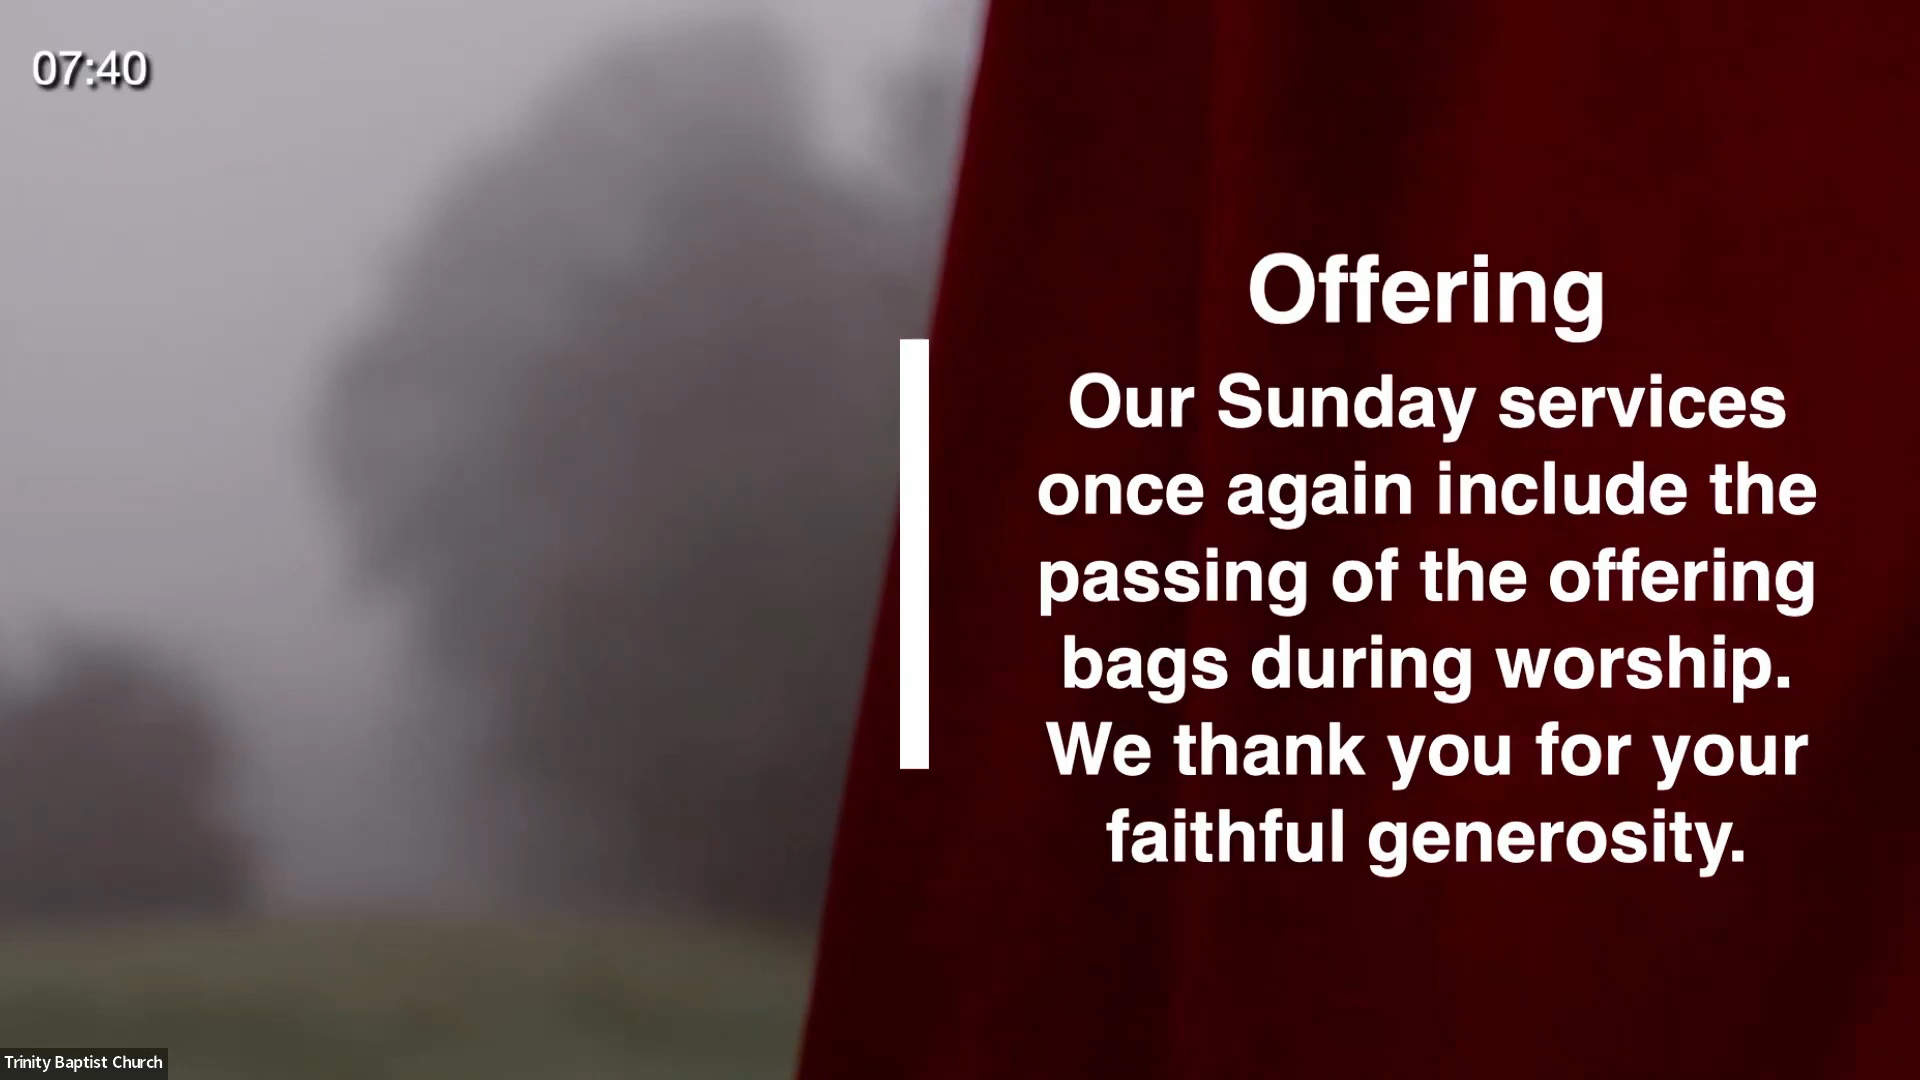 07:40
Offering
Our Sunday services
once again include the
passing of the offering
bags during worship.
We thank you for your
faithful generosity.
Trinity Baptist Church